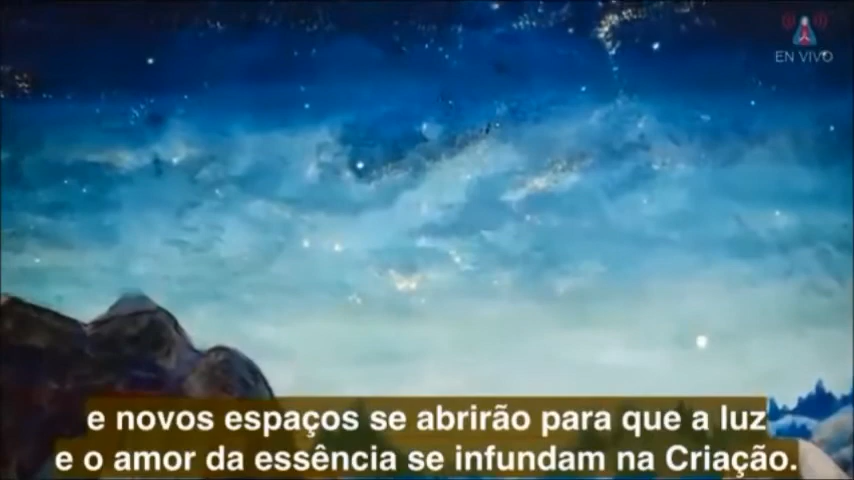 EN VIVO
e novos espaços se abrirão para que a luz
e o amor da essência se infundam na Criação.